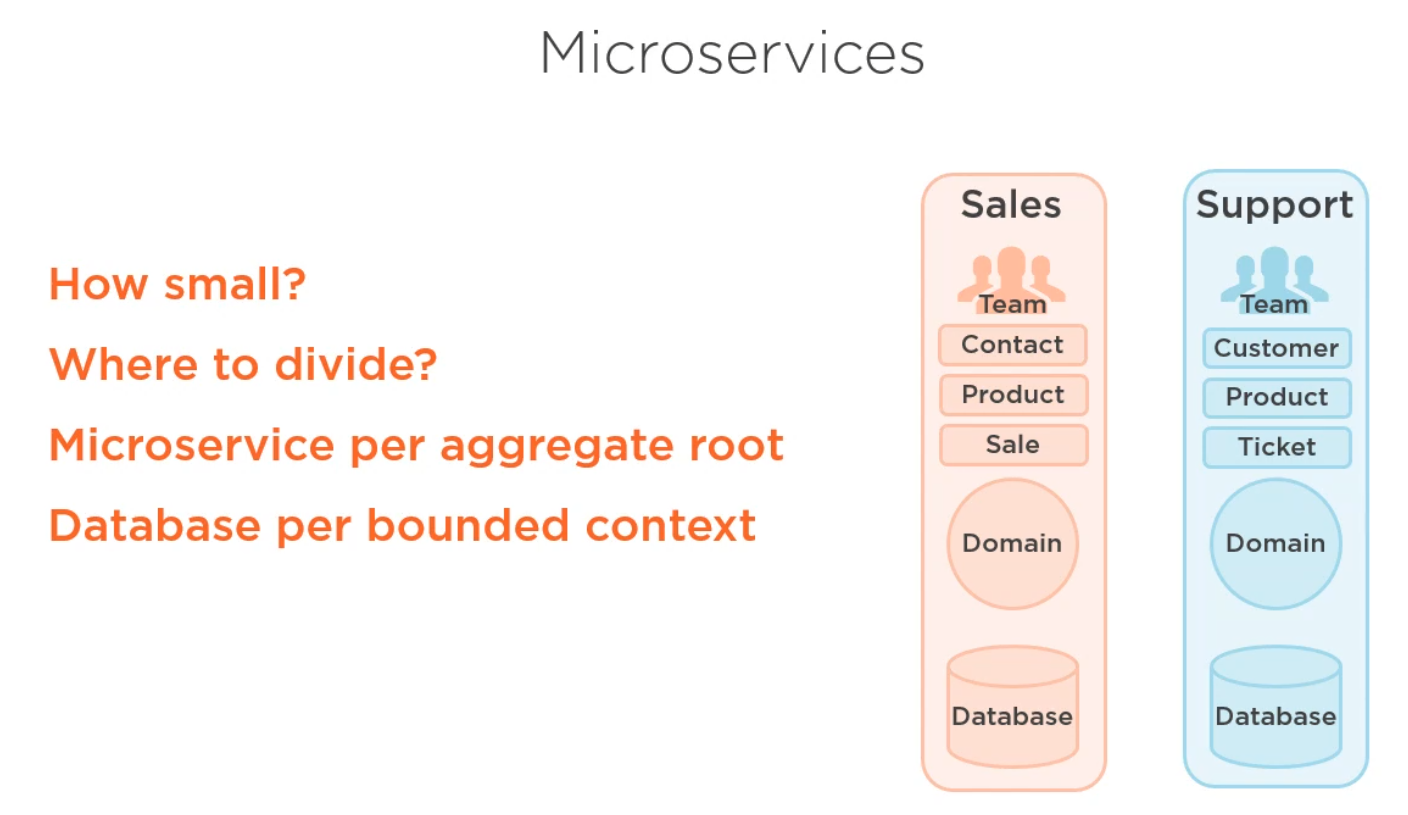 Microservices
How small?
Where to divide?
Microservice per aggregate root
Database per bounded context
Sales
Team
Contact
Product
Sale
Domain
Database
Support
Team
Customer
Product
Ticket
Domain
Database